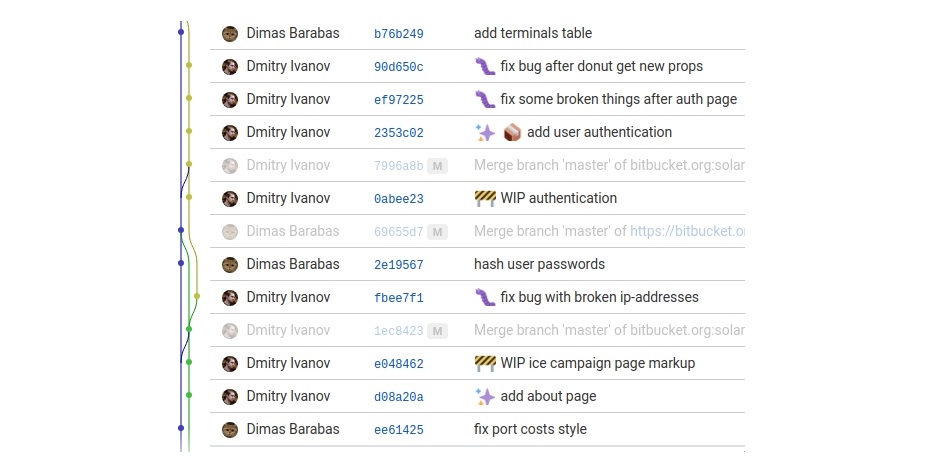 Dimas Barabas b76b249 add terminals table
Dmitry Ivanov 90d650c fix bug after donut get new props
Dmitry Ivanov ef97225 fix some broken things after auth page
Dmitry Ivanov 2353c02 add user authentication
Dmitry Ivanov 7996a8b M Merge branch 'master' of bitbucket.org:solar
Dmitry Ivanov 0abee23 WIP authentication
Dimas Barabas 69655d7 M Merge branch 'master' of https://bitbucket.o
Dimas Barabas 2e19567 hash user passwords
Dmitry Ivanov fbee7f1 fix bug with broken ip-addresses
Dmitry Ivanov 1ec8423 M Merge branch 'master' of bitbucket.org:solar
Dmitry Ivanov e048462 WIP ice campaign page markup
Dmitry Ivanov d08a20a add about page
Dimas Barabas ee61425 fix port costs style